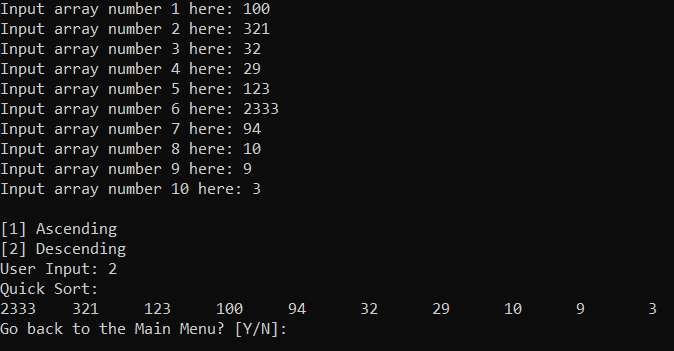 Input array number 1 here: 100
Input array number 2 here: 321
Input array number 3 here: 32
Input array number 4 here: 29
Input array number 5 here: 123
Input array number 6 here: 2333
Input array number 7 here: 94
Input array number 8 here: 10
Input array number 9 here: 9
Input array number 10 here: 3
[1] Ascending
[2] Descending
User Input: 2
Quick Sort:
2333    321     123     100     94      32      29      10      9       3
Go back to the Main Menu? [Y/N]: